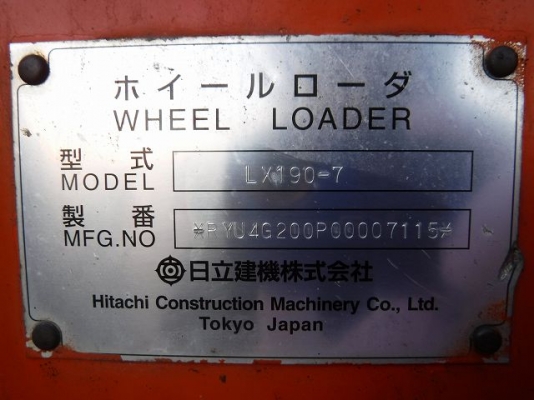 ホイールローダ
WHEEL LOADER
型式 LX190-7
MODEL
製番 *RYU4G200P00007115*
MFG.NO
日立建機株式会社
Hitachi Construction Machinery Co., Ltd.
Tokyo Japan